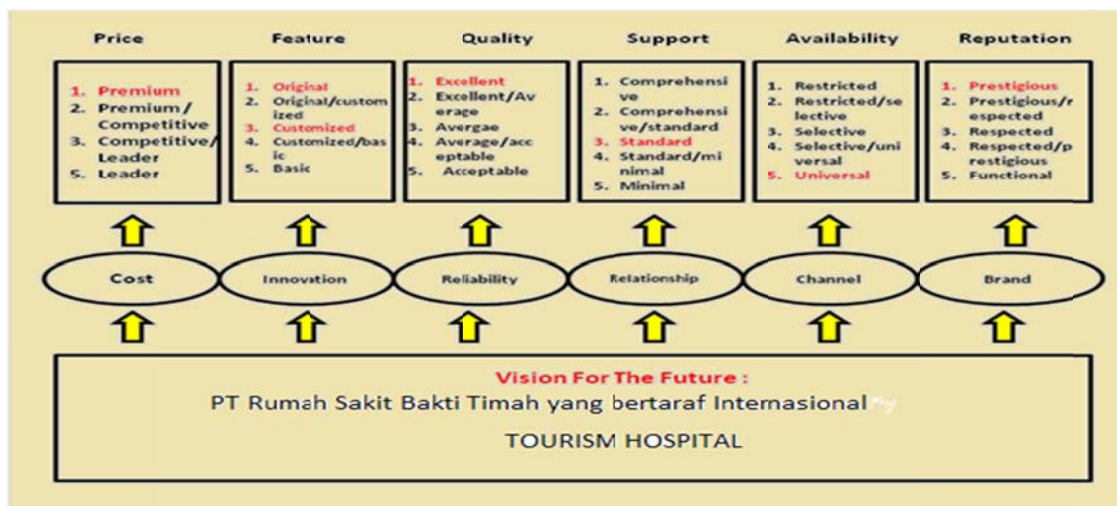 Price
Feature
Quality
Support
Availability
Reputation
1. Premium
2. Premium /
Competitive
3. Competitive/
Leader
5. Leader
1. Original
2. Original/custom
ized
3. Customized
4. Customized/bas
ic
5. Basic
1. Excellent
2. Excellent/Av
erage
3. Avergae
4. Average/acc
eptable
5. Acceptable
1. Comprehensi
ve
2. Comprehensi
ve/standard
3. Standard
4. Standard/mi
nimal
5. Minimal
1. Restricted
2. Restricted/se
lective
3. Selective
4. Selective/uni
versal
5. Universal
1. Prestigious
2. Prestigious/r
espected
3. Respected
4. Respected/p
restigious
5. Functional
Cost
Innovation
Reliability
Relationship
Channel
Brand
Vision For The Future :
PT Rumah Sakit Bakti Timah yang bertaraf Internasional
TOURISM HOSPITAL